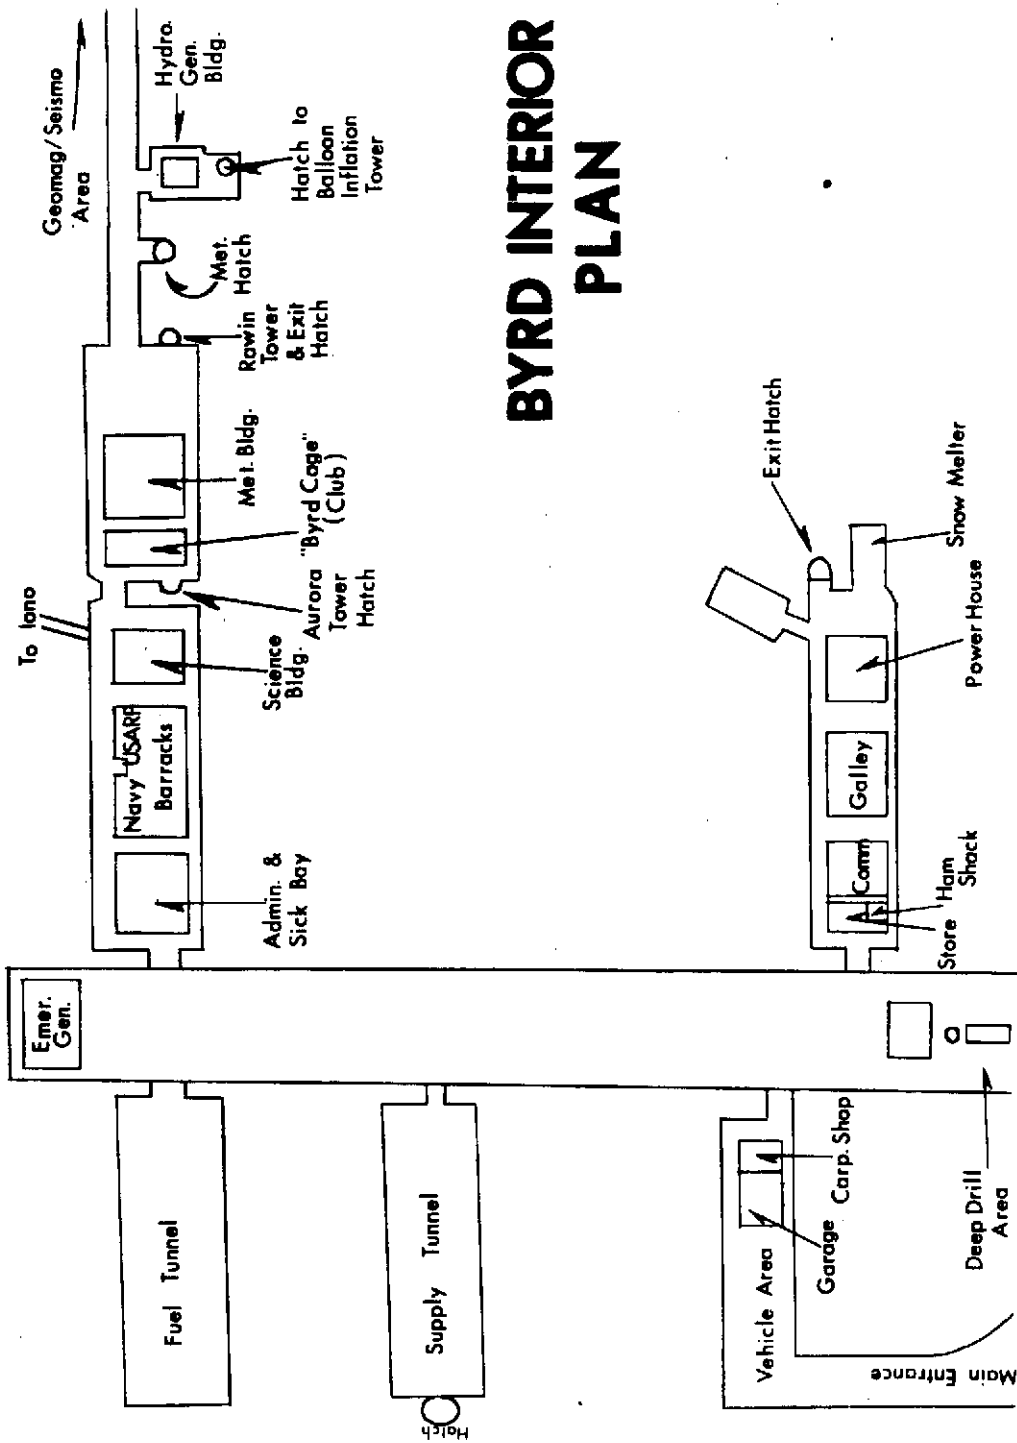 BYRD INTERIOR
PLAN
Geomag/Seismo
Area
Hydro.
Gen.
Bldg.
Hatch to
Balloon
Inflation
Tower
Met.
Hatch
Rawin
Tower
& Exit
Hatch
Met. Bldg.
"Byrd Cage"
(Club)
Aurora
Tower
Hatch
To Iono
Science
Bldg.
Navy USARP
Barracks
Admin. &
Sick Bay
Emer.
Gen.
Fuel Tunnel
Supply Tunnel
Hatch
Exit Hatch
Snow Melter
Power House
Galley
Comm
Ham
Shack
Store
Carp. Shop
Garage
Vehicle Area
Deep Drill
Area
Main Entrance